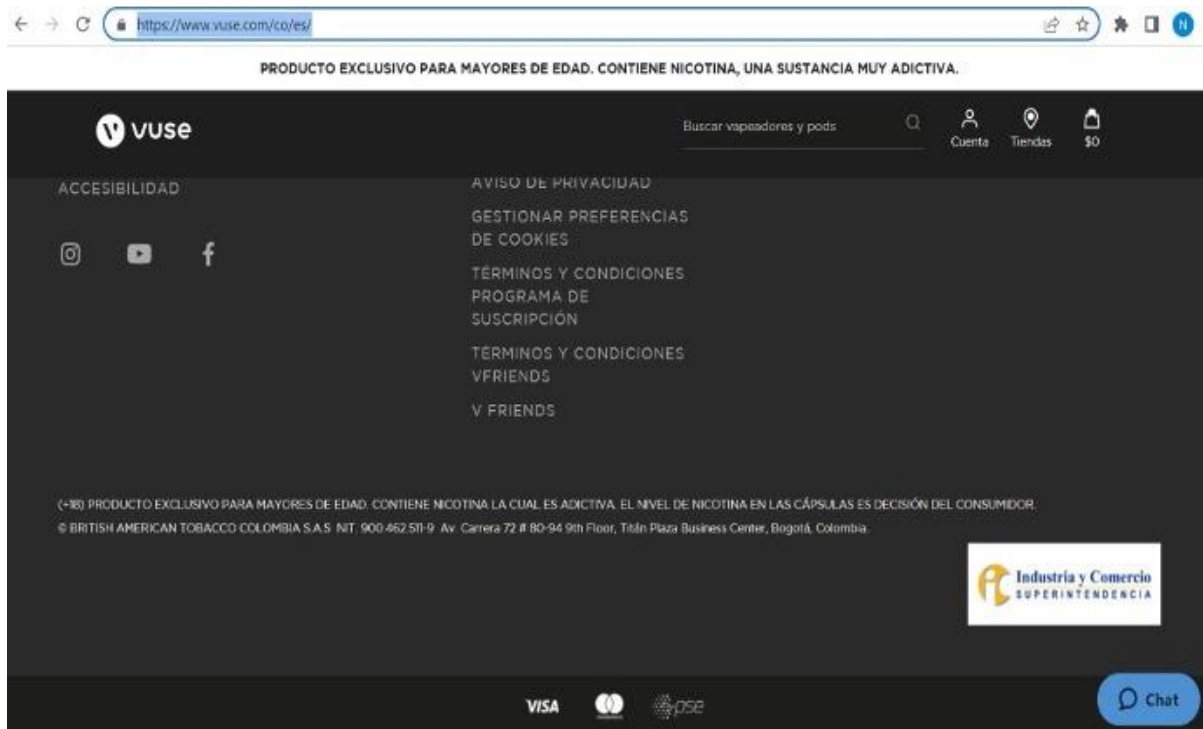 https://www.vuse.com/co/es/
N
PRODUCTO EXCLUSIVO PARA MAYORES DE EDAD. CONTIENE NICOTINA, UNA SUSTANCIA MUY ADICTIVA.
vuse
Buscar vapeadores y pods
Cuenta
Tiendas
$0
ACCESIBILIDAD
AVISO DE PRIVACIDAD
GESTIONAR PREFERENCIAS
DE COOKIES
TÉRMINOS Y CONDICIONES
PROGRAMA DE
SUSCRIPCIÓN
TÉRMINOS Y CONDICIONES
VFRIENDS
V FRIENDS
(+18) PRODUCTO EXCLUSIVO PARA MAYORES DE EDAD. CONTIENE NICOTINA LA CUAL ES ADICTIVA. EL NIVEL DE NICOTINA EN LAS CÁPSULAS ES DECISIÓN DEL CONSUMIDOR.
© BRITISH AMERICAN TOBACCO COLOMBIA S.A.S. NIT. 900.462.511-9 Av. Carrera 72 # 80-94 9th Floor, Titán Plaza Business Center, Bogotá, Colombia.
Industria y Comercio
SUPERINTENDENCIA
VISA
pse
Chat